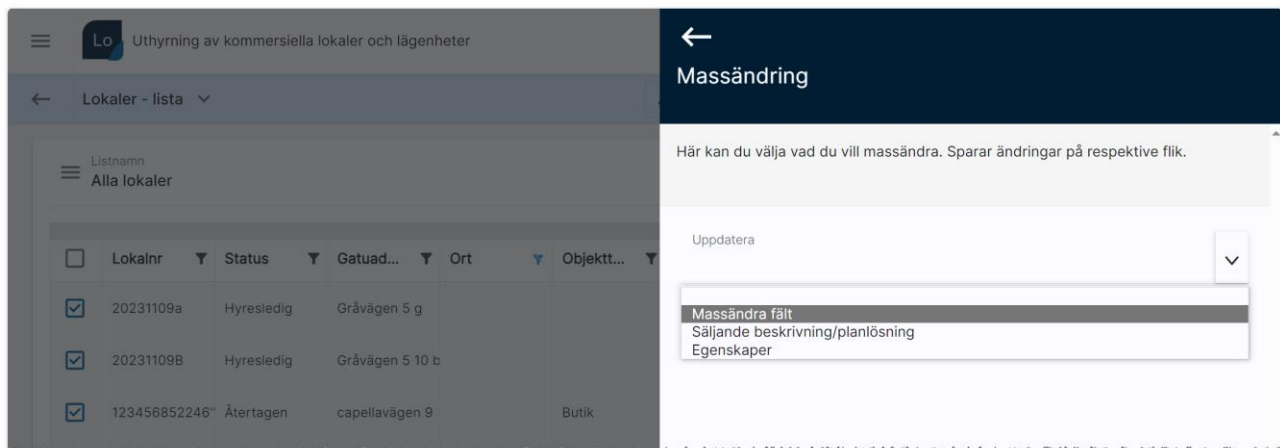 Lo Uthyrning av kommersiella lokaler och lägenheter
Lokaler - lista
Listnamn
Alla lokaler
Lokalnr Status Gatuad... Ort Objektt...
20231109a Hyresledig Gråvägen 5 g
20231109B Hyresledig Gråvägen 5 10 b
123456852246" Återtagen capellavägen 9 Butik
Massändring
Här kan du välja vad du vill massändra. Sparar ändringar på respektive flik.
Uppdatera
Massändra fält
Säljande beskrivning/planlösning
Egenskaper